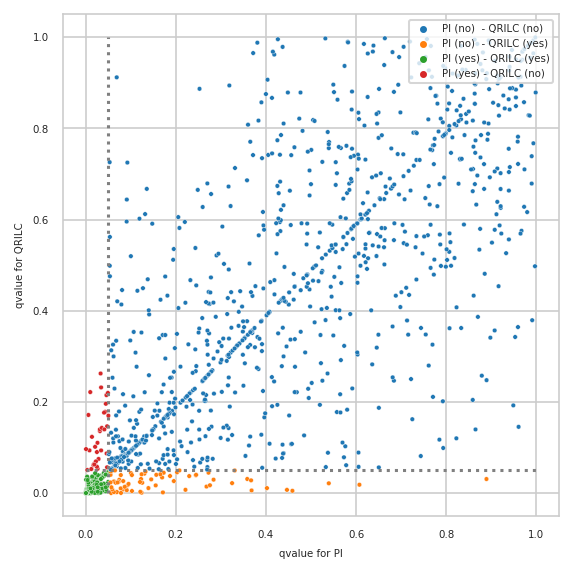 PI (no)  - QRILC (no)
PI (no)  - QRILC (yes)
PI (yes) - QRILC (yes)
PI (yes) - QRILC (no)
1.0
0.8
0.6
0.4
0.2
0.0
qvalue for QRILC
0.0 0.2 0.4 0.6 0.8 1.0
qvalue for PI